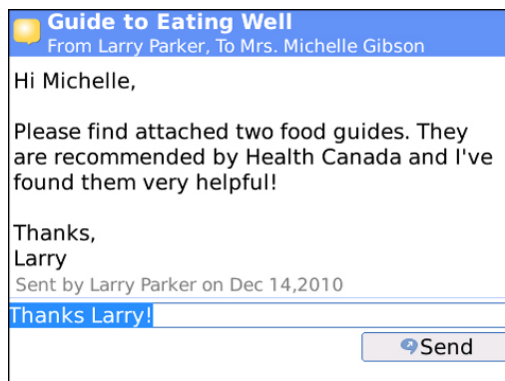 Guide to Eating Well
From Larry Parker, To Mrs. Michelle Gibson
Hi Michelle,
Please find attached two food guides. They
are recommended by Health Canada and I've
found them very helpful!
Thanks,
Larry
Sent by Larry Parker on Dec 14,2010
Thanks Larry!
Send